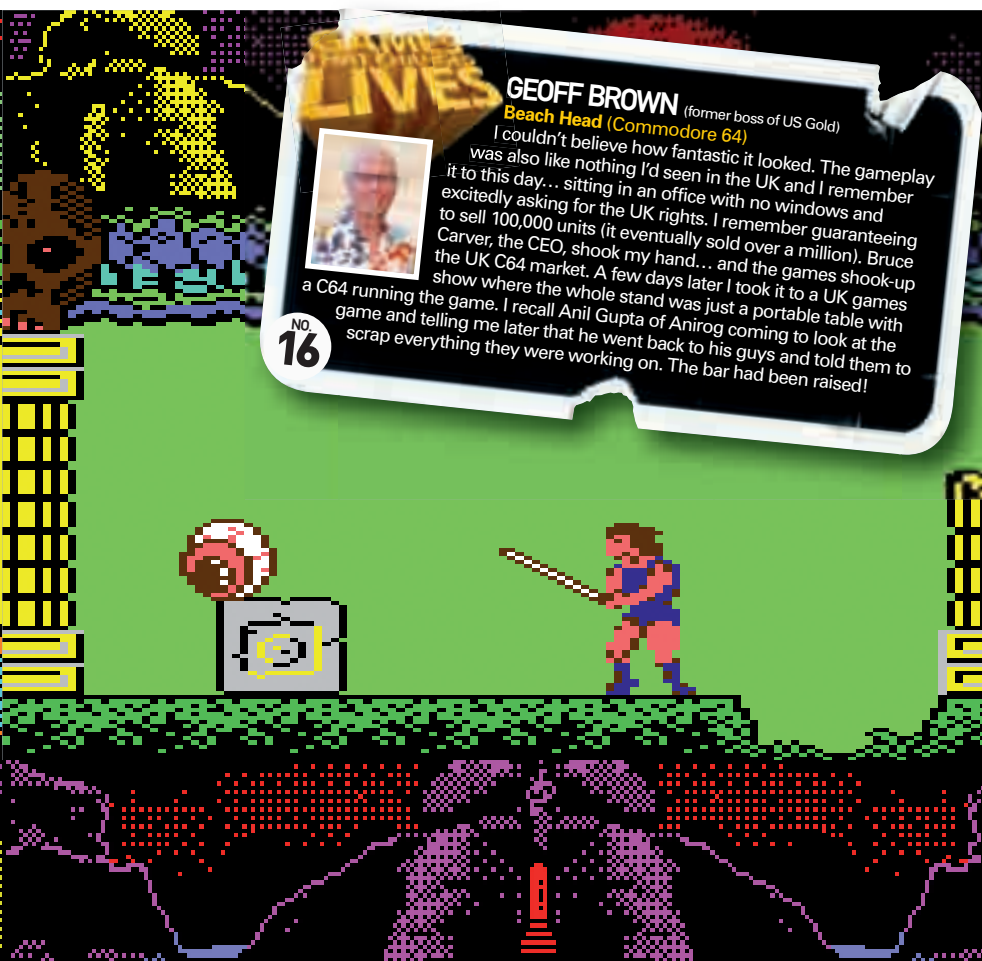 GAME
CHANGED
LIVES
GEOFF BROWN (former boss of US Gold)
Beach Head (Commodore 64)
I couldn’t believe how fantastic it looked. The gameplay
was also like nothing I’d seen in the UK and I remember
it to this day… sitting in an office with no windows and
excitedly asking for the UK rights. I remember guaranteeing
to sell 100,000 units (it eventually sold over a million). Bruce
Carver, the CEO, shook my hand… and the games shook-up
the UK C64 market. A few days later I took it to a UK games
show where the whole stand was just a portable table with
a C64 running the game. I recall Anil Gupta of Anirog coming to look at the
game and telling me later that he went back to his guys and told them to
scrap everything they were working on. The bar had been raised!
NO.
16